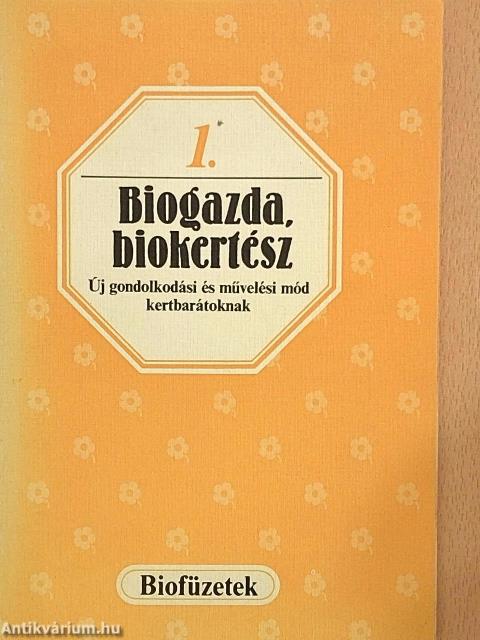 1.
Biogazda,
biokertész
Új gondolkodási és művelési mód
kertbarátoknak
Biofüzetek
Antikvárium.hu